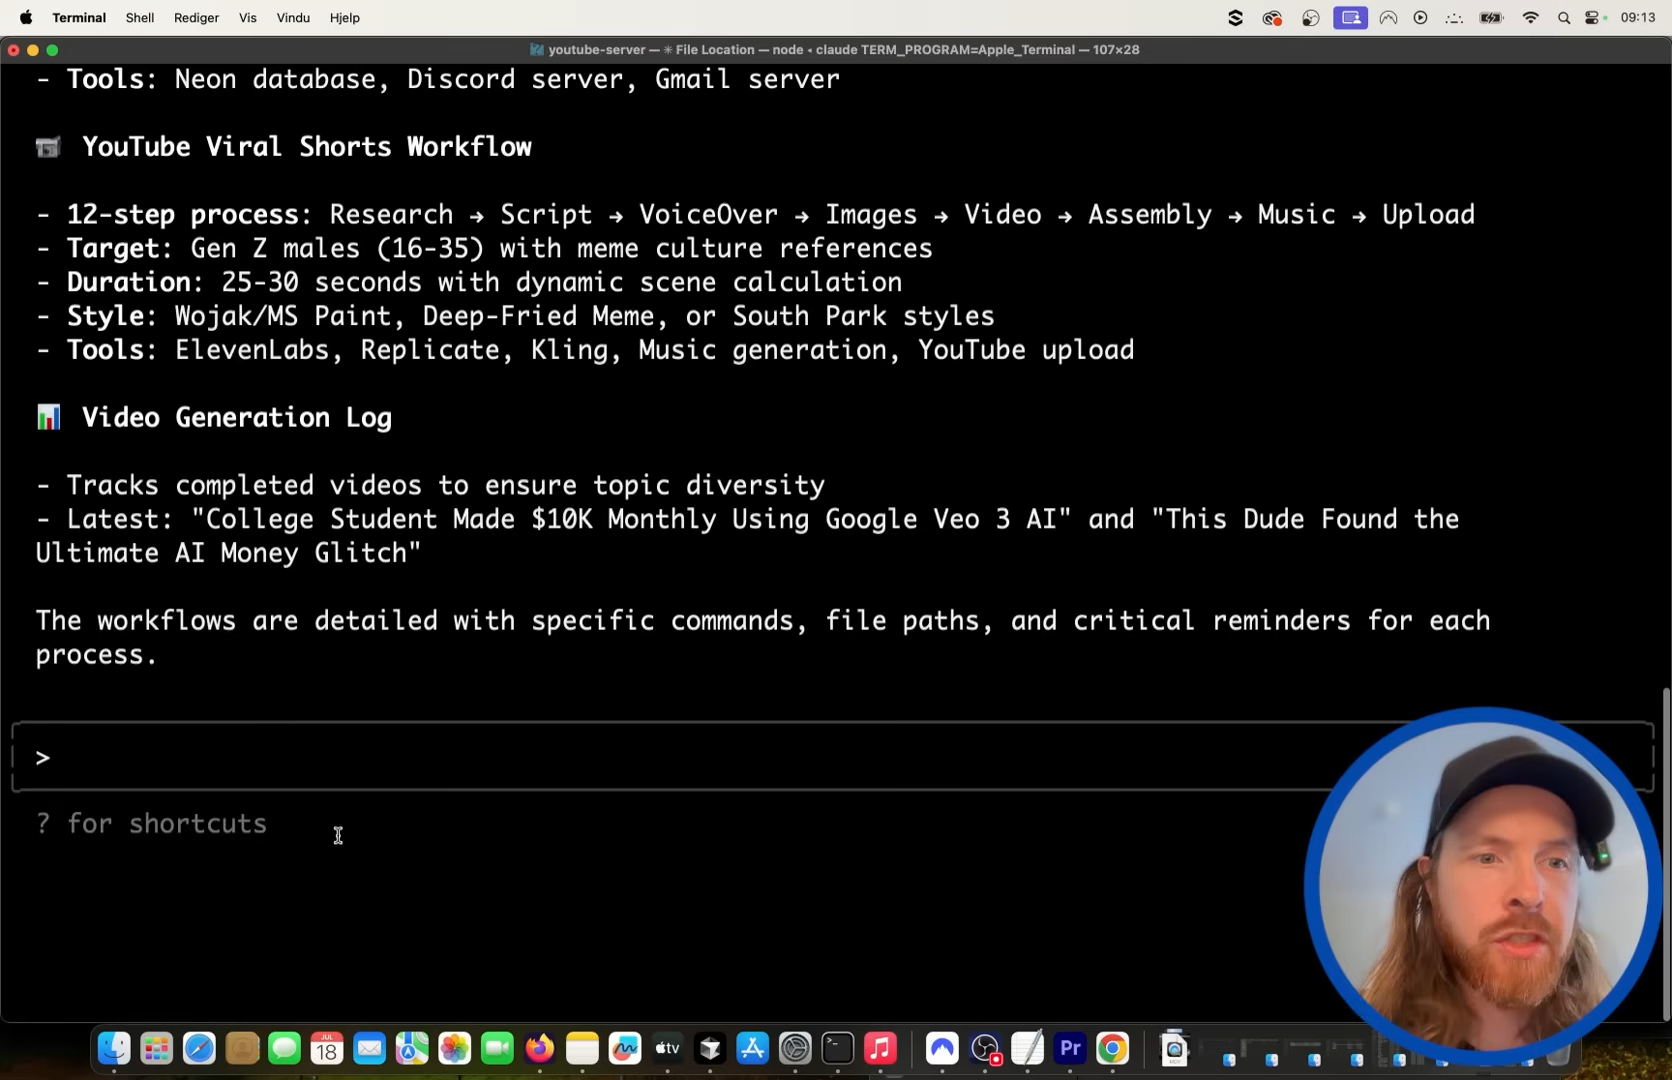 Terminal Shell Rediger Vis Vindu Hjelp 09:13
youtube-server — ✳ File Location — node ◂ claude TERM_PROGRAM=Apple_Terminal — 107×28
- Tools: Neon database, Discord server, Gmail server
YouTube Viral Shorts Workflow
- 12-step process: Research → Script → VoiceOver → Images → Video → Assembly → Music → Upload
- Target: Gen Z males (16-35) with meme culture references
- Duration: 25-30 seconds with dynamic scene calculation
- Style: Wojak/MS Paint, Deep-Fried Meme, or South Park styles
- Tools: ElevenLabs, Replicate, Kling, Music generation, YouTube upload
Video Generation Log
- Tracks completed videos to ensure topic diversity
- Latest: "College Student Made $10K Monthly Using Google Veo 3 AI" and "This Dude Found the
Ultimate AI Money Glitch"
The workflows are detailed with specific commands, file paths, and critical reminders for each
process.
>
? for shortcuts
JUL
18
tv
Pr